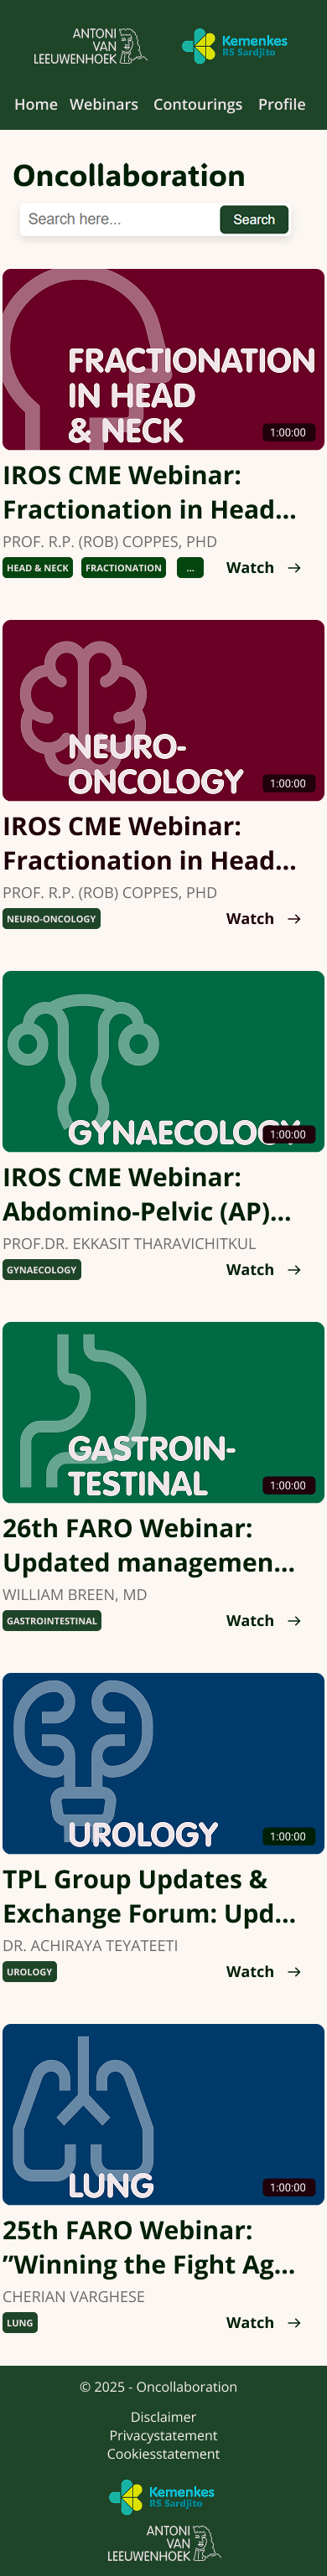 ANTONI
VAN
LEEUWENHOEK
Kemenkes
RS Sardjito
Home Webinars Contourings Profile
Oncollaboration
Search here... Search
FRACTIONATION
IN HEAD
& NECK
1:00:00
IROS CME Webinar:
Fractionation in Head...
PROF. R.P. (ROB) COPPES, PHD
HEAD & NECK FRACTIONATION ... Watch →
NEURO-
ONCOLOGY
1:00:00
IROS CME Webinar:
Fractionation in Head...
PROF. R.P. (ROB) COPPES, PHD
NEURO-ONCOLOGY Watch →
GYNAECOLOGY
1:00:00
IROS CME Webinar:
Abdomino-Pelvic (AP)...
PROF.DR. EKKASIT THARAVICHITKUL
GYNAECOLOGY Watch →
GASTROIN-
TESTINAL
1:00:00
26th FARO Webinar:
Updated managemen...
WILLIAM BREEN, MD
GASTROINTESTINAL Watch →
UROLOGY
1:00:00
TPL Group Updates &
Exchange Forum: Upd...
DR. ACHIRAYA TEYATEETI
UROLOGY Watch →
LUNG
1:00:00
25th FARO Webinar:
”Winning the Fight Ag...
CHERIAN VARGHESE
LUNG Watch →
© 2025 - Oncollaboration
Disclaimer
Privacystatement
Cookiesstatement
Kemenkes
RS Sardjito
ANTONI
VAN
LEEUWENHOEK